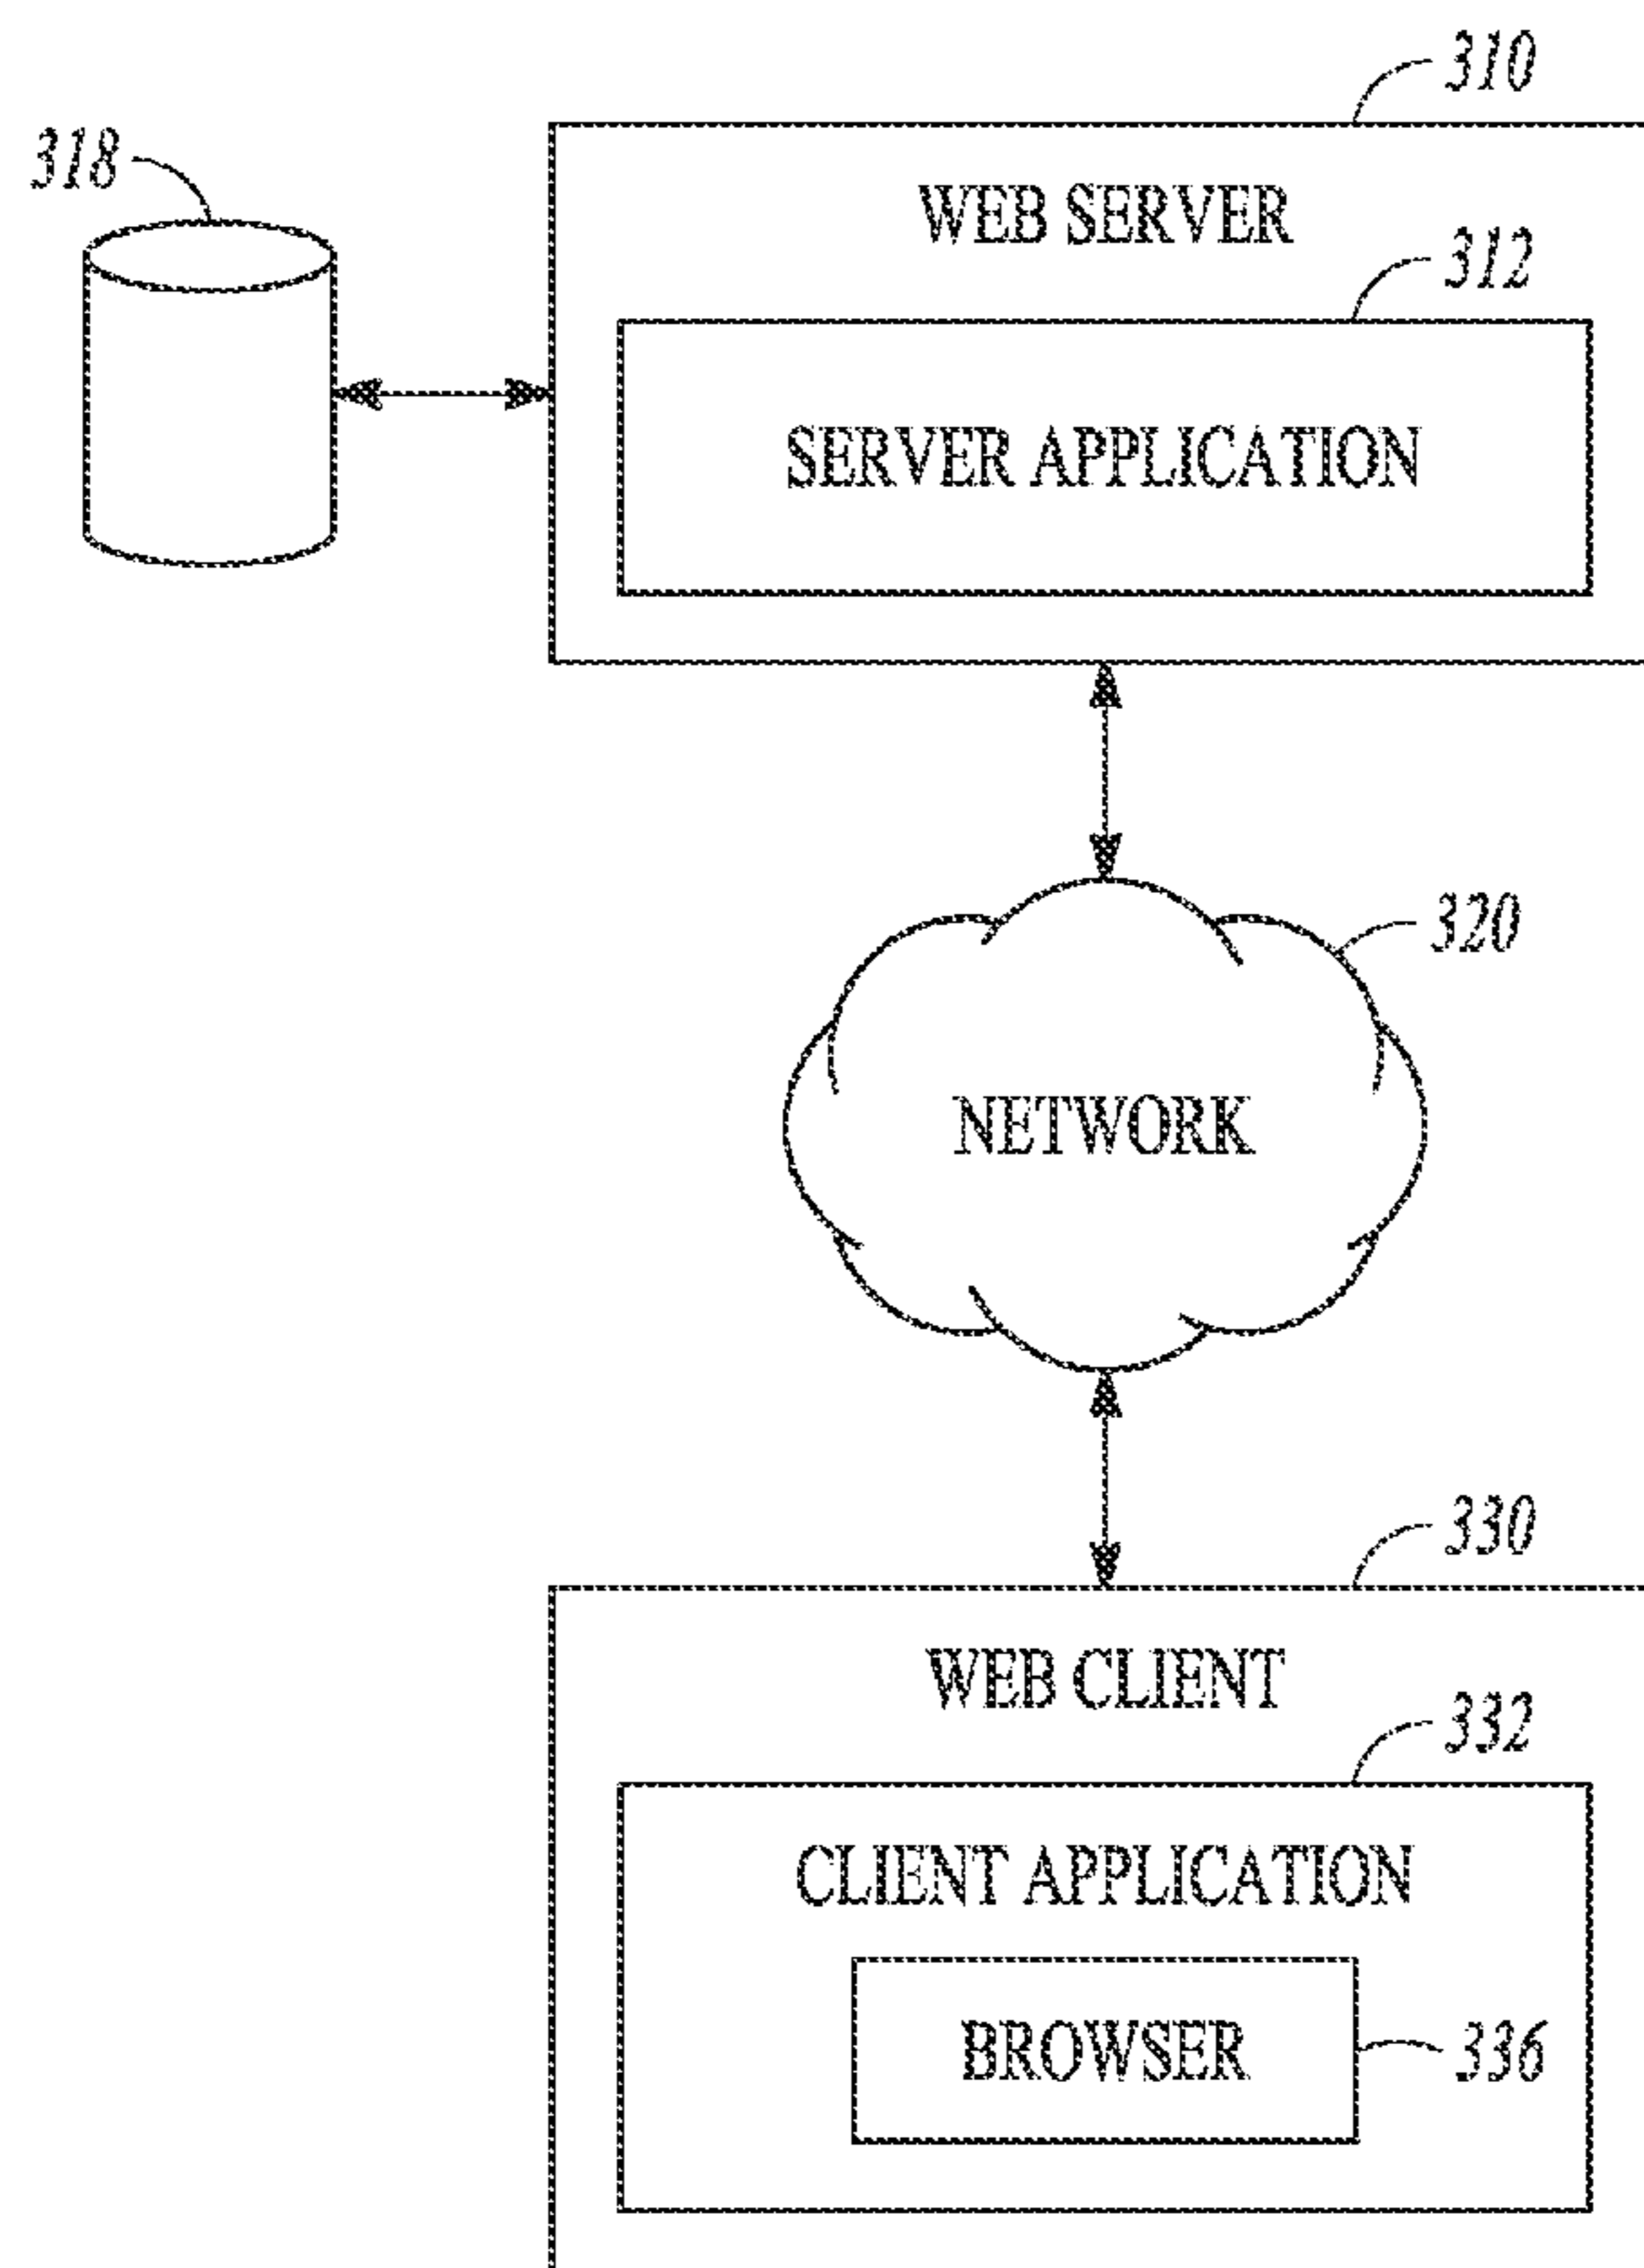 310
318
WEB SERVER
312
SERVER APPLICATION
320
NETWORK
330
WEB CLIENT
332
CLIENT APPLICATION
BROWSER
336